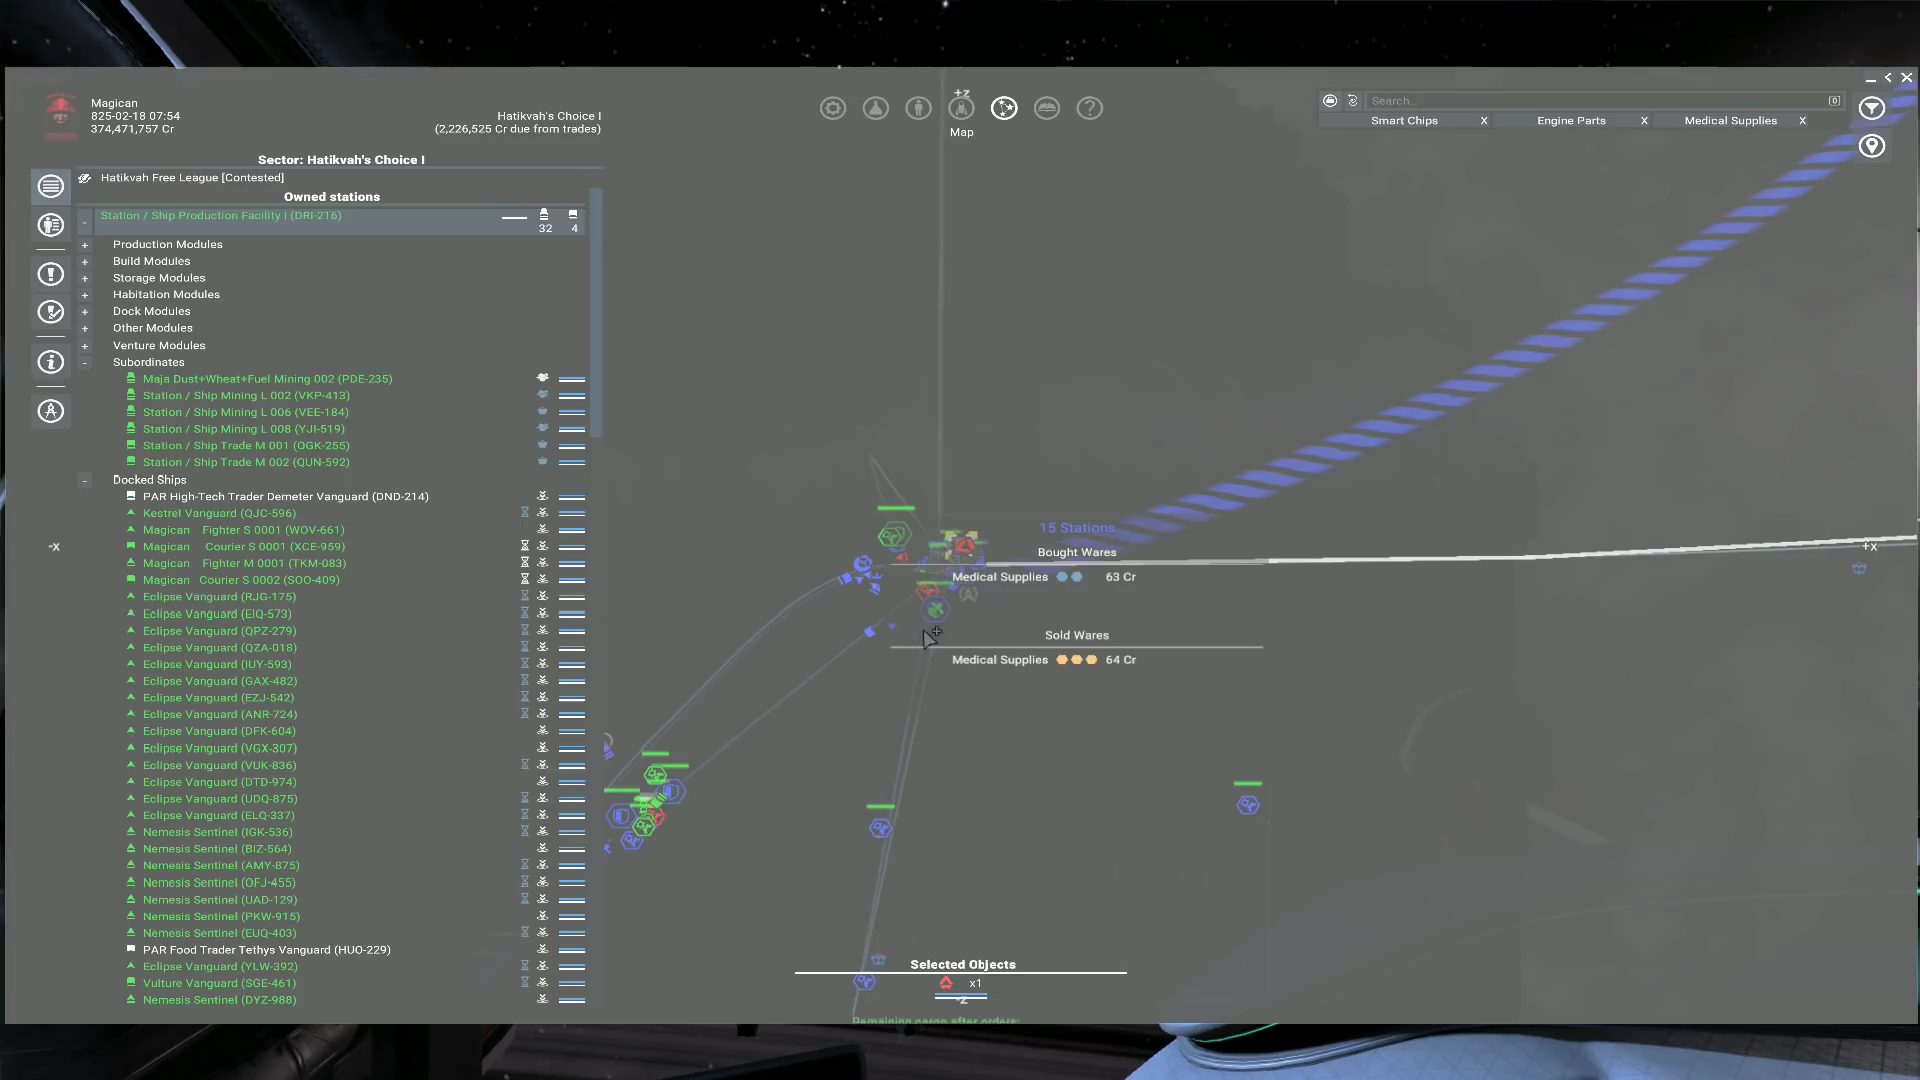 Magican
825-02-18 07:54
374,471,757 Cr
Hatikvah's Choice I
(2,226,525 Cr due from trades)
+Z
Map
Search...
Smart Chips X
Engine Parts X
Medical Supplies X
Sector: Hatikvah's Choice I
Hatikvah Free League [Contested]
Owned stations
- Station / Ship Production Facility I (DRI-216)
32 4
+ Production Modules
+ Build Modules
+ Storage Modules
+ Habitation Modules
+ Dock Modules
+ Other Modules
+ Venture Modules
- Subordinates
Maja Dust+Wheat+Fuel Mining 002 (PDE-235)
Station / Ship Mining L 002 (VKP-413)
Station / Ship Mining L 006 (VEE-184)
Station / Ship Mining L 008 (YJI-519)
Station / Ship Trade M 001 (OGK-255)
Station / Ship Trade M 002 (QUN-592)
- Docked Ships
PAR High-Tech Trader Demeter Vanguard (DND-214)
Kestrel Vanguard (QJC-596)
Magican Fighter S 0001 (WOV-661)
Magican Courier S 0001 (XCE-959)
Magican Fighter M 0001 (TKM-083)
Magican Courier S 0002 (SOO-409)
Eclipse Vanguard (RJG-175)
Eclipse Vanguard (EIQ-573)
Eclipse Vanguard (QPZ-279)
Eclipse Vanguard (QZA-018)
Eclipse Vanguard (IUY-593)
Eclipse Vanguard (GAX-482)
Eclipse Vanguard (EZJ-542)
Eclipse Vanguard (ANR-724)
Eclipse Vanguard (DFK-604)
Eclipse Vanguard (VGX-307)
Eclipse Vanguard (VUK-836)
Eclipse Vanguard (DTD-974)
Eclipse Vanguard (UDQ-875)
Eclipse Vanguard (ELQ-337)
Nemesis Sentinel (IGK-536)
Nemesis Sentinel (BIZ-564)
Nemesis Sentinel (AMY-875)
Nemesis Sentinel (OFJ-455)
Nemesis Sentinel (UAD-129)
Nemesis Sentinel (PKW-915)
Nemesis Sentinel (EUQ-403)
PAR Food Trader Tethys Vanguard (HUO-229)
Eclipse Vanguard (YLW-392)
Vulture Vanguard (SGE-461)
Nemesis Sentinel (DYZ-988)
-X
+X
15 Stations
Bought Wares
Medical Supplies 63 Cr
Sold Wares
Medical Supplies 64 Cr
Selected Objects
x1
-Z
Remaining cargo after orders: